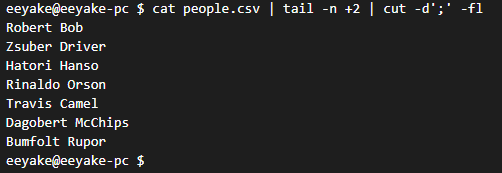 eeyake@eeyake-pc $ cat people.csv | tail -n +2 | cut -d';' -f1
Robert Bob
Zsuber Driver
Hatori Hanso
Rinaldo Orson
Travis Camel
Dagobert McChips
Bumfolt Rupor
eeyake@eeyake-pc $